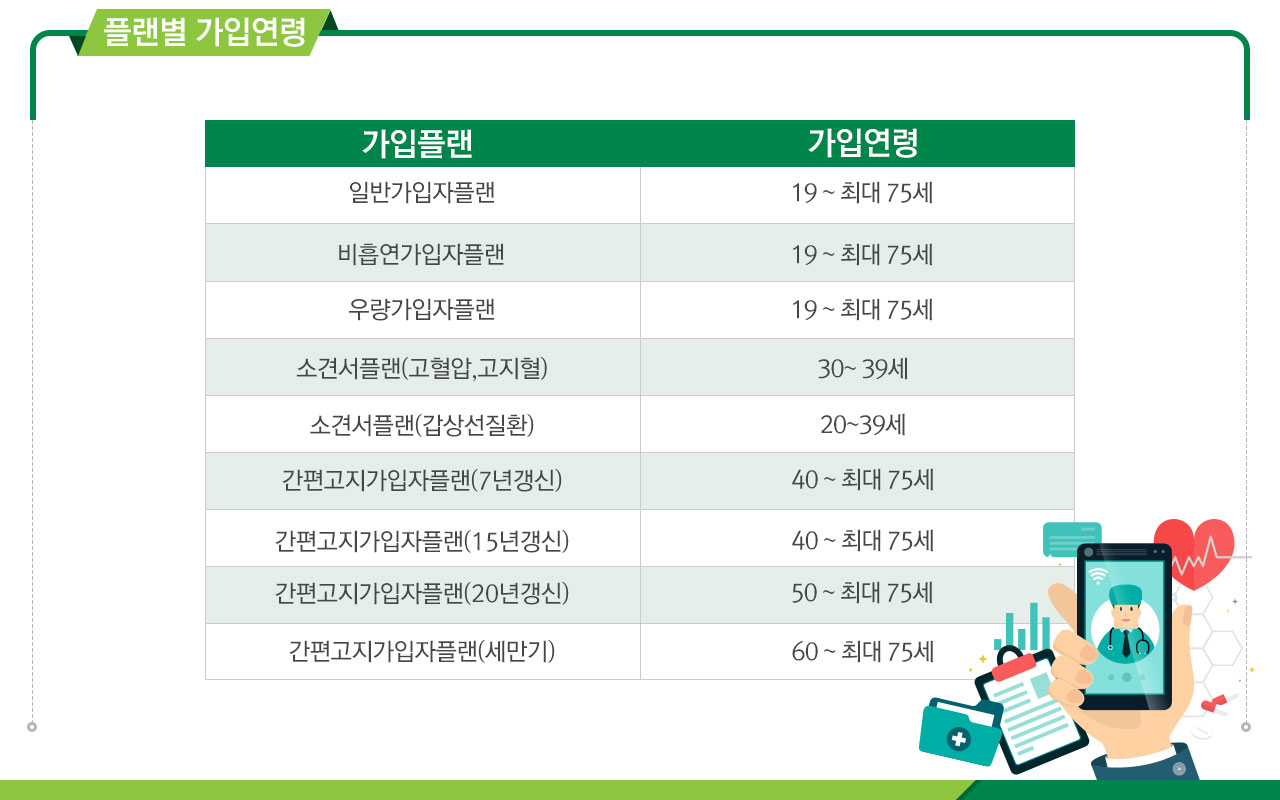 플랜별 가입연령
가입플랜 가입연령
일반가입자플랜 19 ~ 최대 75세
비흡연가입자플랜 19 ~ 최대 75세
우량가입자플랜 19 ~ 최대 75세
소견서플랜(고혈압,고지혈) 30~ 39세
소견서플랜(갑상선질환) 20~39세
간편고지가입자플랜(7년갱신) 40 ~ 최대 75세
간편고지가입자플랜(15년갱신) 40 ~ 최대 75세
간편고지가입자플랜(20년갱신) 50 ~ 최대 75세
간편고지가입자플랜(세만기) 60 ~ 최대 75세